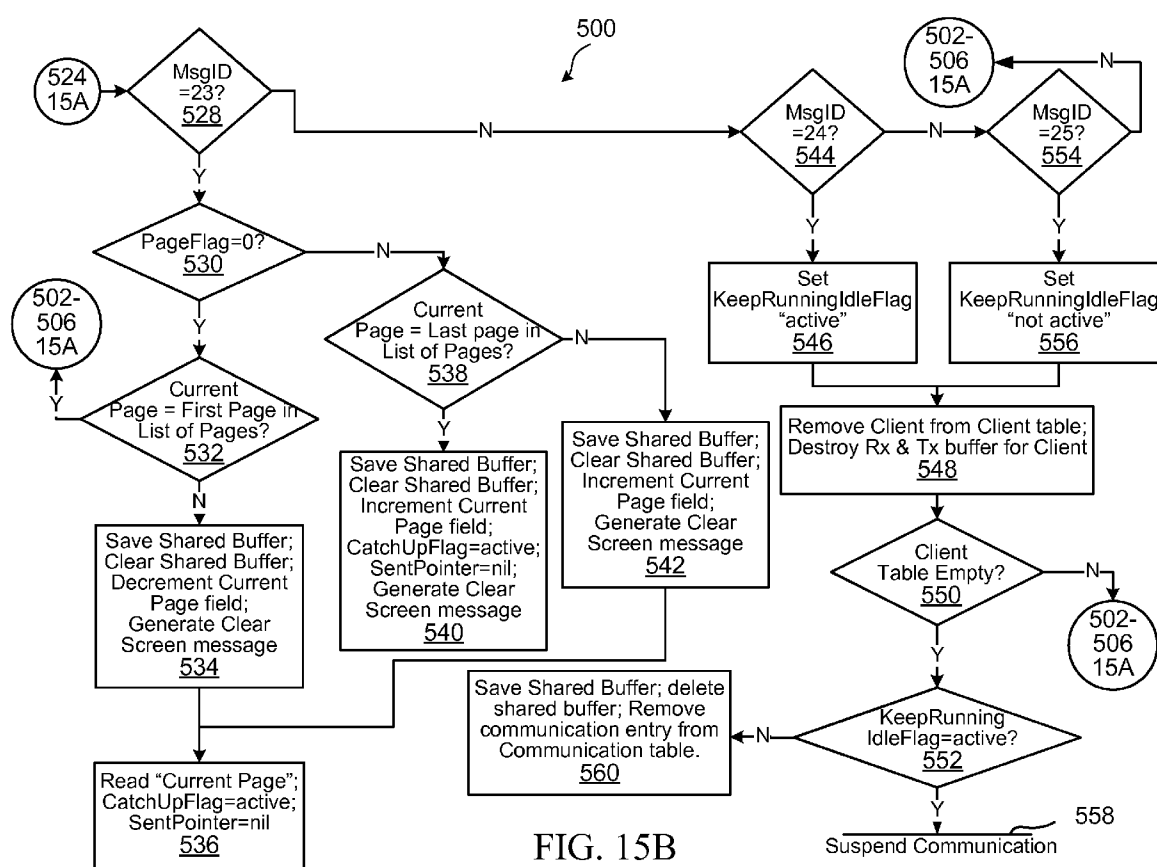 500
524
15A
MsgID
=23?
528
N
MsgID
=24?
544
N
MsgID
=25?
554
N
502-
506
15A
Y
Y
Y
PageFlag=0?
530
N
Set
KeepRunningIdleFlag
“active”
546
Set
KeepRunningIdleFlag
“not active”
556
502-
506
15A
Y
Current
Page = Last page in
List of Pages?
538
N
Y
Current
Page = First Page in
List of Pages?
532
Y
N
Remove Client from Client table;
Destroy Rx & Tx buffer for Client
548
Save Shared Buffer;
Clear Shared Buffer;
Decrement Current
Page field;
Generate Clear
Screen message
534
Save Shared Buffer;
Clear Shared Buffer;
Increment Current
Page field;
CatchUpFlag=active;
SentPointer=nil;
Generate Clear
Screen message
540
Save Shared Buffer;
Clear Shared Buffer;
Increment Current
Page field;
Generate Clear
Screen message
542
Client
Table Empty?
550
N
502-
506
15A
Y
Save Shared Buffer; delete
shared buffer; Remove
communication entry from
Communication table.
560
N
KeepRunning
IdleFlag=active?
552
Y
Read “Current Page”;
CatchUpFlag=active;
SentPointer=nil
536
558
Suspend Communication
FIG. 15B